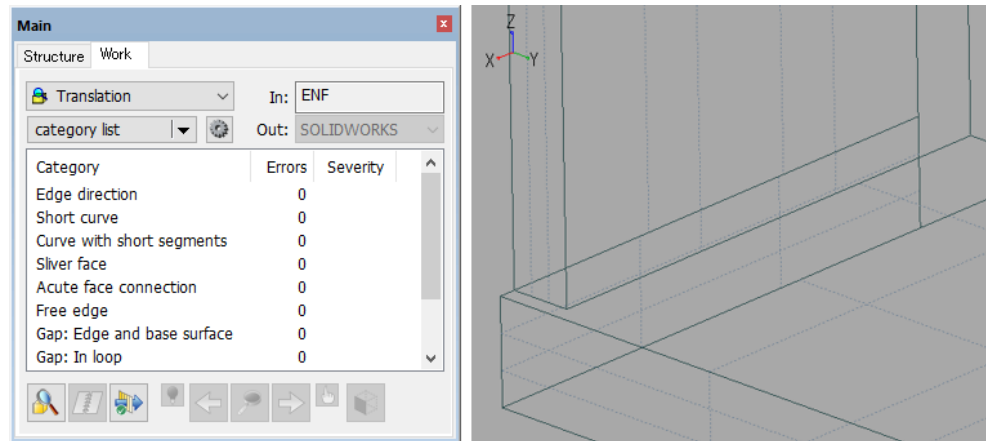 Main
Structure Work
Translation In: ENF
category list Out: SOLIDWORKS
Category Errors Severity
Edge direction 0
Short curve 0
Curve with short segments 0
Sliver face 0
Acute face connection 0
Free edge 0
Gap: Edge and base surface 0
Gap: In loop 0
Z
X Y